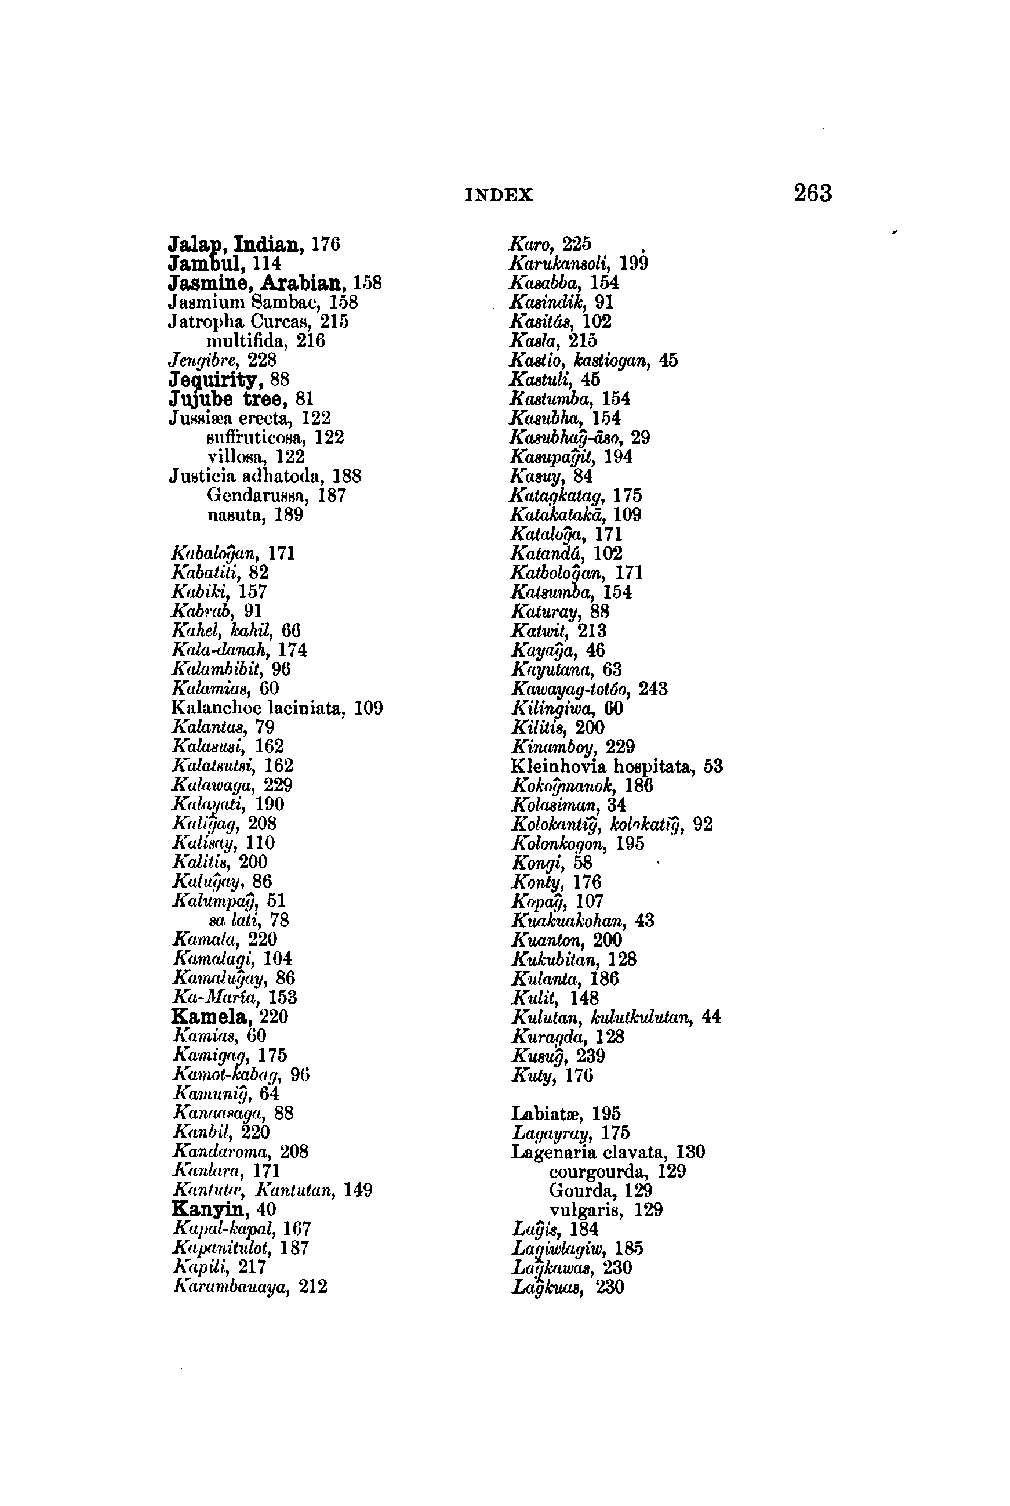 INDEX 263
Jalap, Indian, 176
Jambul, 114
Jasmine, Arabian, 158
Jasmium Sambac, 158
Jatropha Curcas, 215
multifida, 216
Jengibre, 228
Jequirity, 88
Jujube tree, 81
Jussiæa erecta, 122
suffruticosa, 122
villosa, 122
Justicia adhatoda, 188
Gendarussa, 187
nasuta, 189
Kabaloĝan, 171
Kabatiti, 82
Kabiki, 157
Kabrab, 91
Kahel, kahil, 66
Kala-danah, 174
Kalambibit, 96
Kalamias, 60
Kalanchoe laciniata, 109
Kalantas, 79
Kalasusi, 162
Kalatsutsi, 162
Kalawaga, 229
Kalayati, 190
Kaliĝag, 208
Kalisay, 110
Kalitis, 200
Kaluĝay, 86
Kalumpaĝ, 51
sa lati, 78
Kamala, 220
Kamalagi, 104
Kamaluĝay, 86
Ka-Maria, 153
Kamela, 220
Kamias, 60
Kamigag, 175
Kamot-kabag, 96
Kamuniĝ, 64
Kanaasaga, 88
Kanbil, 220
Kandaroma, 208
Kanlara, 171
Kantutai, Kantutan, 149
Kanyin, 40
Kapal-kapal, 167
Kapanitulot, 187
Kapili, 217
Karambauaya, 212
Karo, 225
Karukansoli, 199
Kasabba, 154
Kasindik, 91
Kasitás, 102
Kasla, 215
Kastio, kastiogan, 45
Kastuli, 45
Kastumba, 154
Kasubha, 154
Kasubhaĝ-âso, 29
Kasupaĝit, 194
Kasuy, 84
Katagkatag, 175
Katakataká, 109
Kataloĝa, 171
Katandá, 102
Katboloĝan, 171
Katsumba, 154
Katuray, 88
Katwit, 213
Kayaĝa, 46
Kayutana, 63
Kawayag-totóo, 243
Kilingiwa, 60
Kilitis, 200
Kinamboy, 229
Kleinhovia hospitata, 53
Kokoĝmanok, 186
Kolasiman, 34
Kolokantiĝ, kolokatiĝ, 92
Kolonkogon, 195
Kongi, 58
Konly, 176
Kopaĝ, 107
Kuakuakohan, 43
Kuanton, 200
Kukubitan, 128
Kulanta, 186
Kulit, 148
Kulutan, kulutkulutan, 44
Kuragda, 128
Kusuĝ, 239
Kuty, 176
Labiatæ, 195
Lagayray, 175
Lagenaria clavata, 130
courgourda, 129
Gourda, 129
vulgaris, 129
Laĝis, 184
Lagiwlagiw, 185
Laĝkawas, 230
Laĝkuas, 230